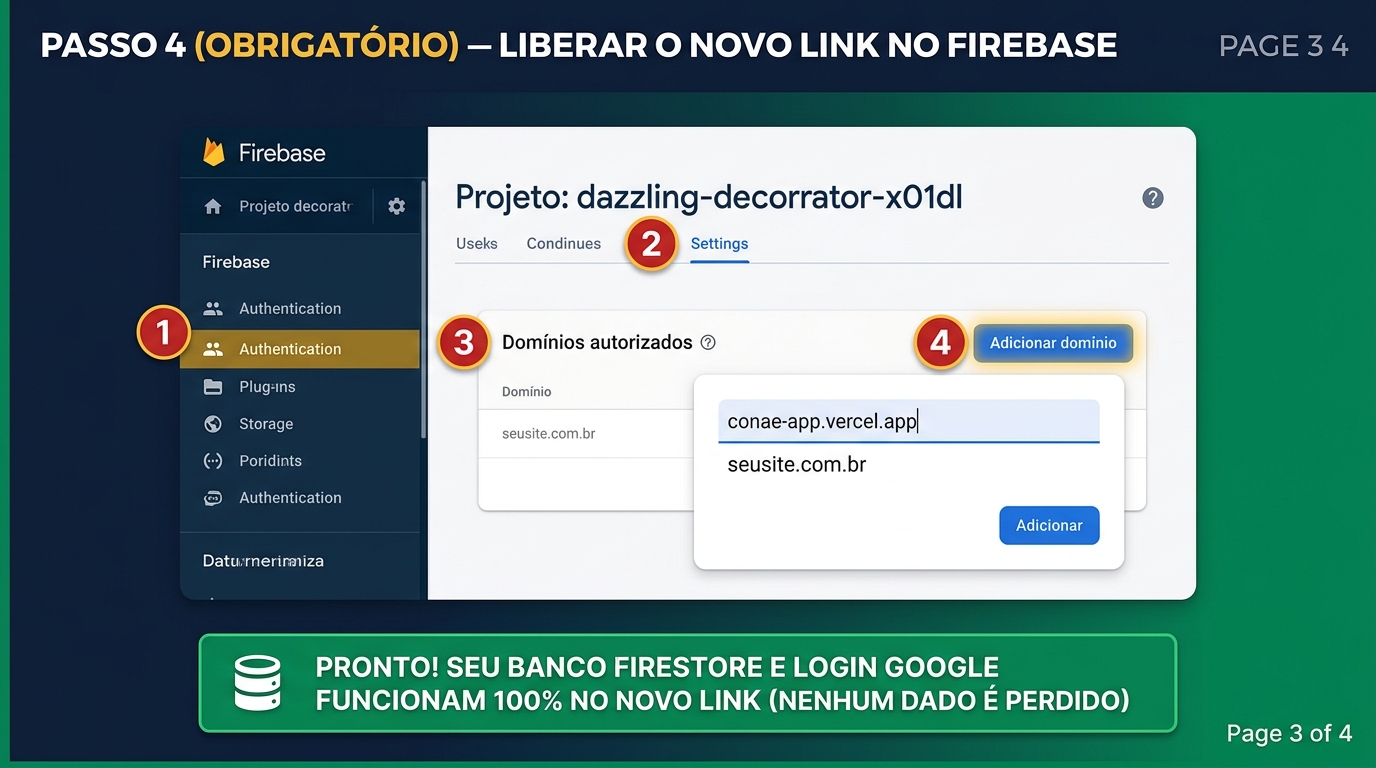 PASSO 4 (OBRIGATÓRIO) — LIBERAR O NOVO LINK NO FIREBASE
PAGE 3 4
Firebase
Projeto decorat
Firebase
Authentication
1
Authentication
Plug-ins
Storage
Poridints
Authentication
Projeto: dazzling-decorrator-x01dl
?
Useks Condinues 2 Settings
3 Domínios autorizados ?
4 Adicionar domínio
Domínio
seusite.com.br
conae-app.vercel.app
seusite.com.br
Adicionar
PRONTO! SEU BANCO FIRESTORE E LOGIN GOOGLE
FUNCIONAM 100% NO NOVO LINK (NENHUM DADO É PERDIDO)
Page 3 of 4